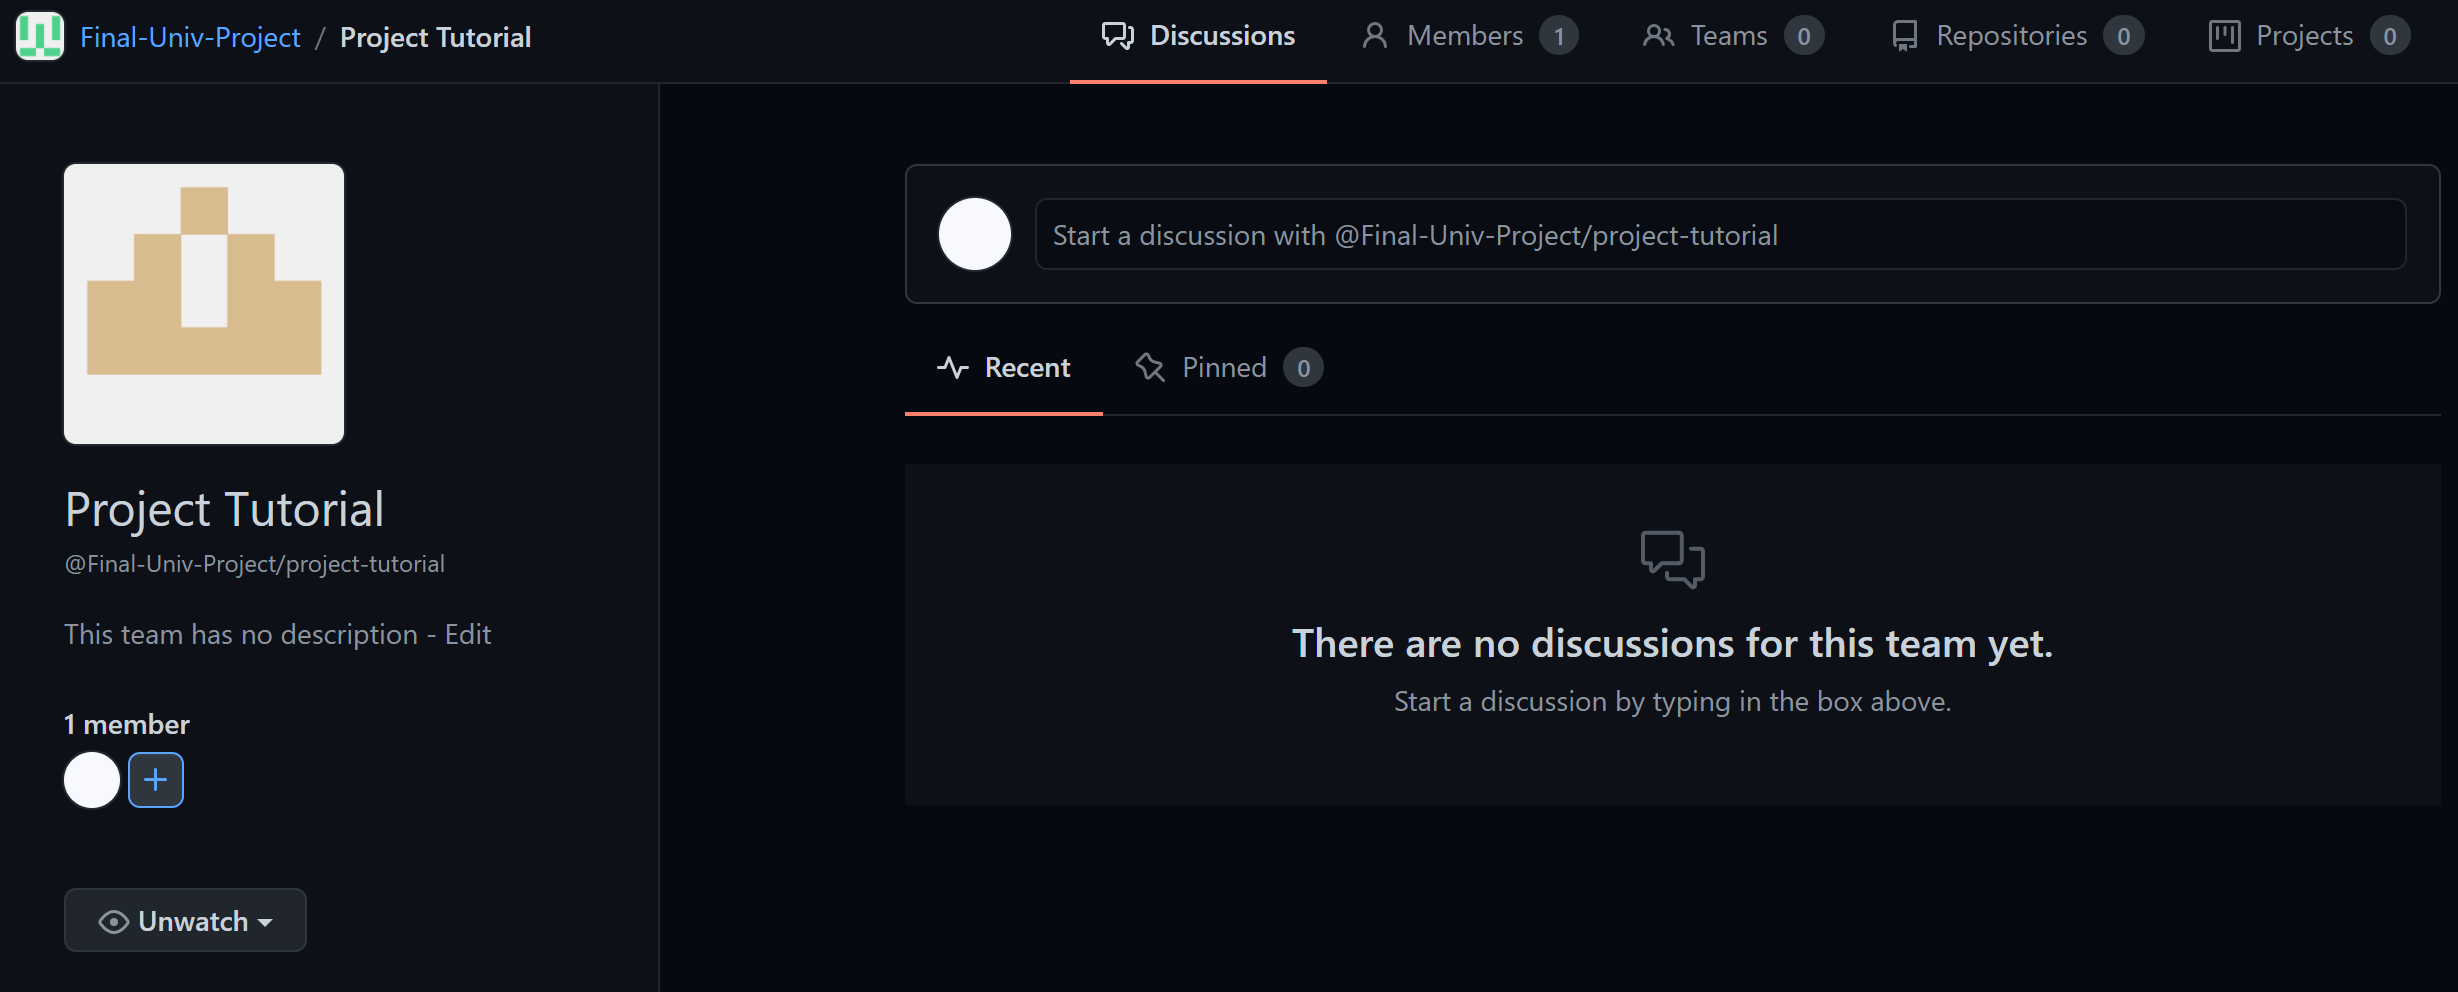 Final-Univ-Project / Project Tutorial
Discussions
Members 1
Teams 0
Repositories 0
Projects 0
Project Tutorial
@Final-Univ-Project/project-tutorial
This team has no description - Edit
1 member
Unwatch
Start a discussion with @Final-Univ-Project/project-tutorial
Recent
Pinned 0
There are no discussions for this team yet.
Start a discussion by typing in the box above.